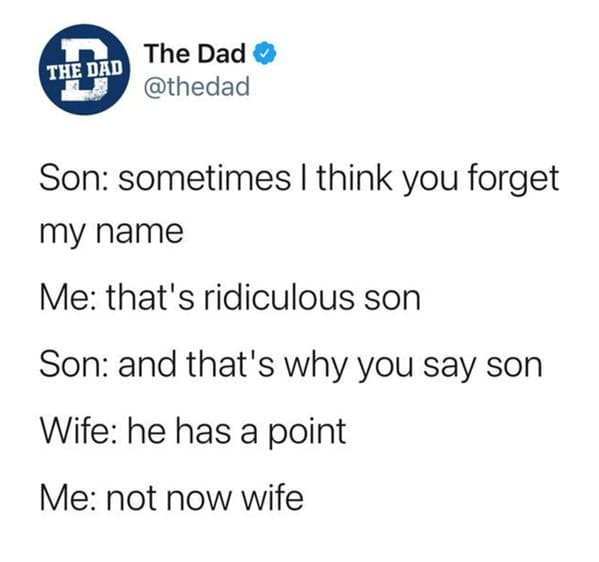 THE DAD
The Dad
@thedad
Son: sometimes I think you forget
my name
Me: that's ridiculous son
Son: and that's why you say son
Wife: he has a point
Me: not now wife